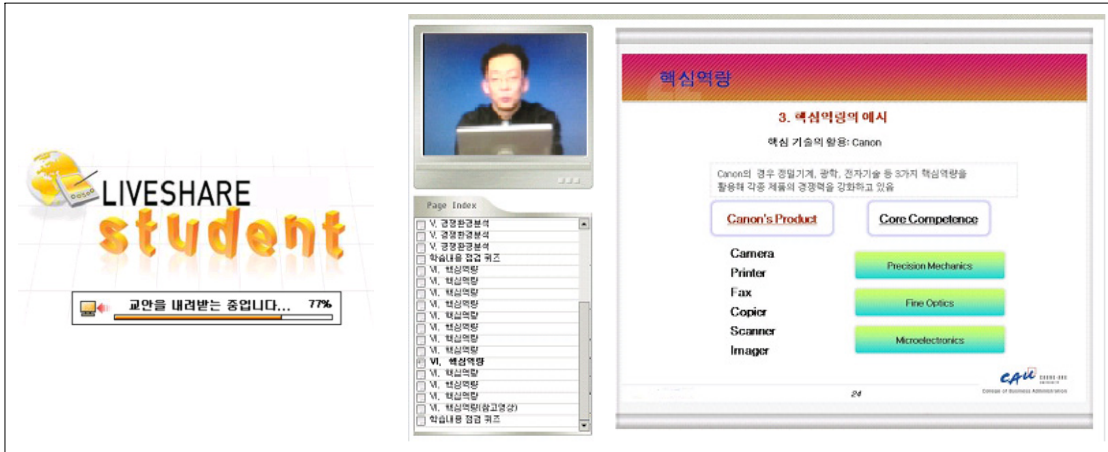 LIVESHARE
student
교안을 내려받는 중입니다... 77%
Page Index
V. 경쟁환경분석
V. 경쟁환경분석
V. 경쟁환경분석
학습내용 점검 퀴즈
VI. 핵심역량
VI. 핵심역량
VI. 핵심역량
VI. 핵심역량
VI. 핵심역량
VI. 핵심역량
VI. 핵심역량
VI. 핵심역량
VI. 핵심역량
VI. 핵심역량
VI. 핵심역량
VI. 핵심역량
VI. 핵심역량(참고영상)
학습내용 점검 퀴즈
핵심역량
3. 핵심역량의 예시
핵심 기술의 활용: Canon
Canon의 경우 정밀기계, 광학, 전자기술 등 3가지 핵심역량을
활용해 각종 제품의 경쟁력을 강화하고 있음
Canon's Product
Core Competence
Camera
Printer
Fax
Copier
Scanner
Imager
Precision Mechanics
Fine Optics
Microelectronics
CAU CHUNG-ANG
UNIVERSITY
College of Business Administration
24